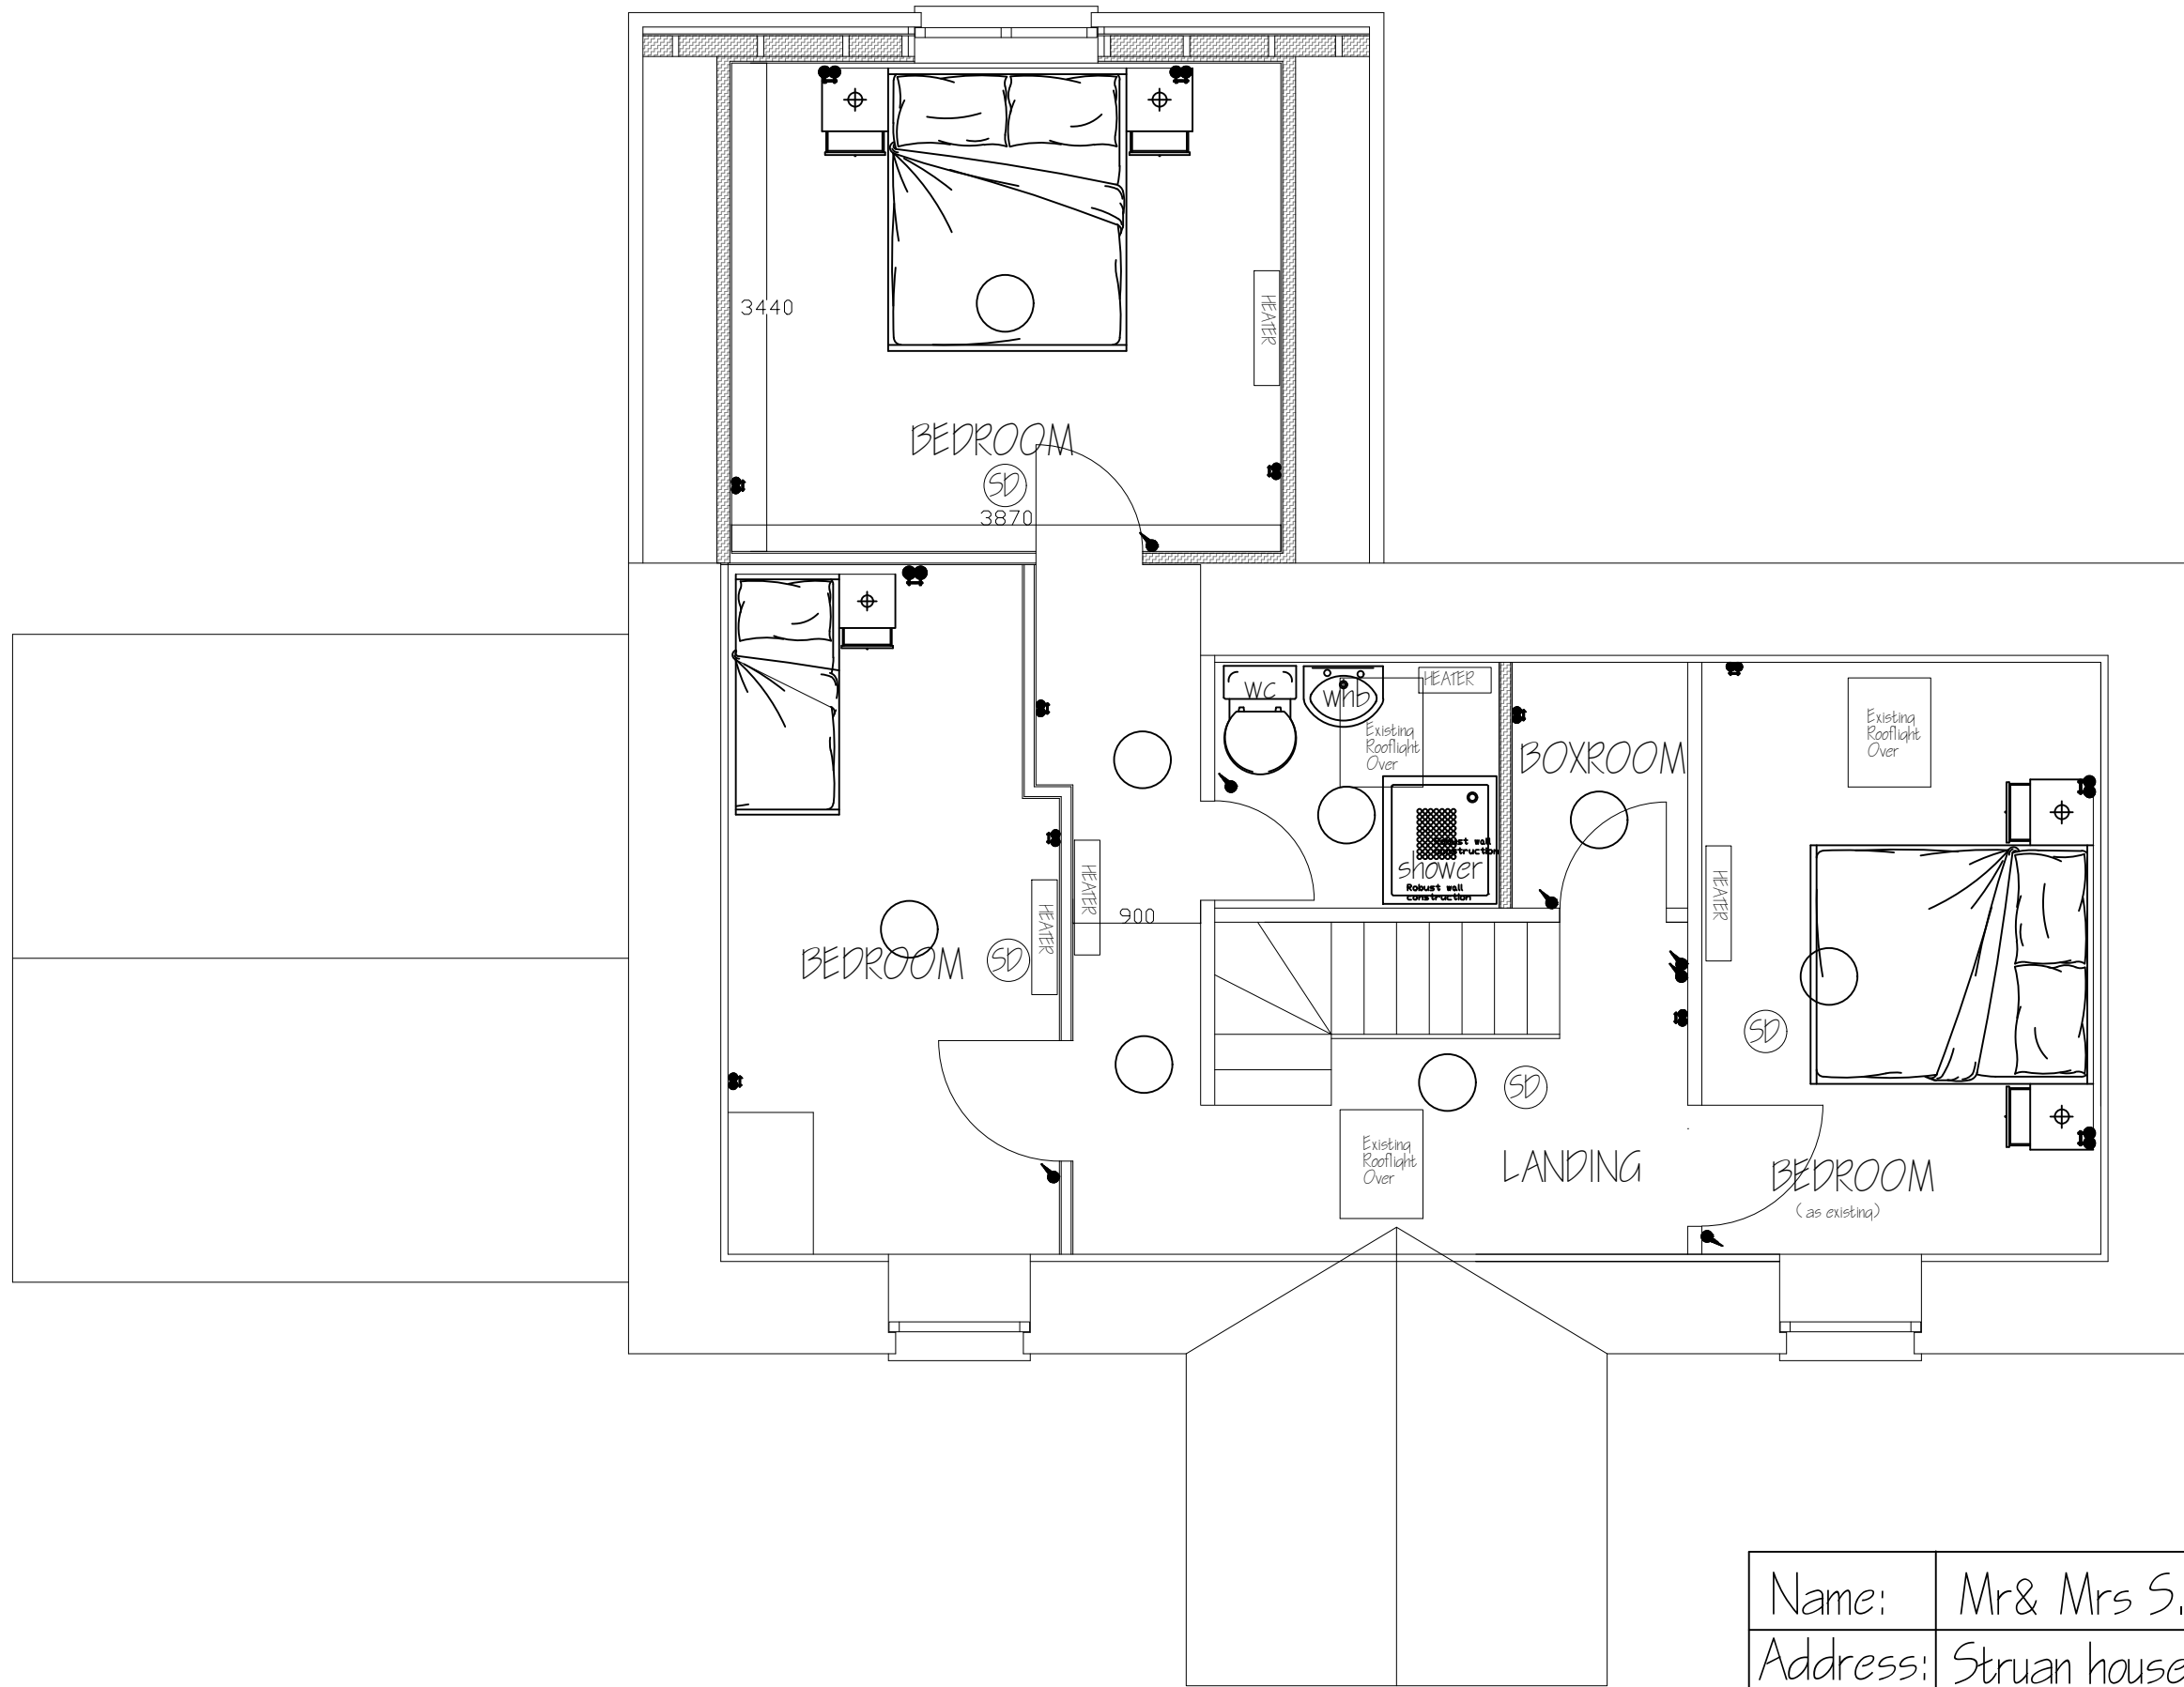 3440
HEATER
BEDROOM
SD
3870
WC
whb
HEATER
Existing
Rooflight
Over
BOXROOM
Existing
Rooflight
Over
shower
Robust wall
construction
HEATER
HEATER
HEATER
900
BEDROOM
SD
SD
SD
Existing
Rooflight
Over
LANDING
BEDROOM
( as existing)
Name: Mr& Mrs S.
Address: Struan house